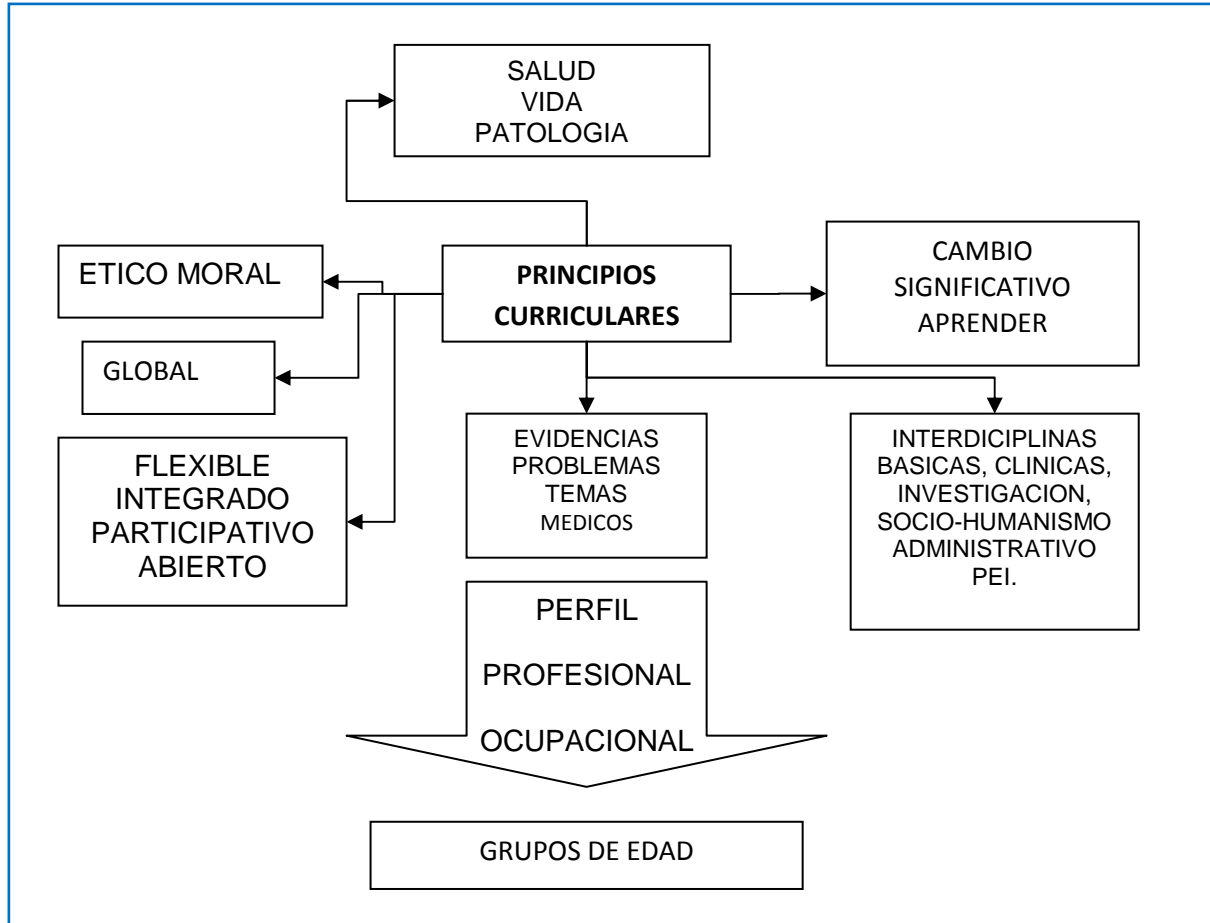 SALUD
VIDA
PATOLOGIA
ETICO MORAL
PRINCIPIOS
CURRICULARES
CAMBIO
SIGNIFICATIVO
APRENDER
GLOBAL
FLEXIBLE
INTEGRADO
PARTICIPATIVO
ABIERTO
EVIDENCIAS
PROBLEMAS
TEMAS
MEDICOS
INTERDICIPLINAS
BASICAS, CLINICAS,
INVESTIGACION,
SOCIO-HUMANISMO
ADMINISTRATIVO
PEI.
PERFIL
PROFESIONAL
OCUPACIONAL
GRUPOS DE EDAD